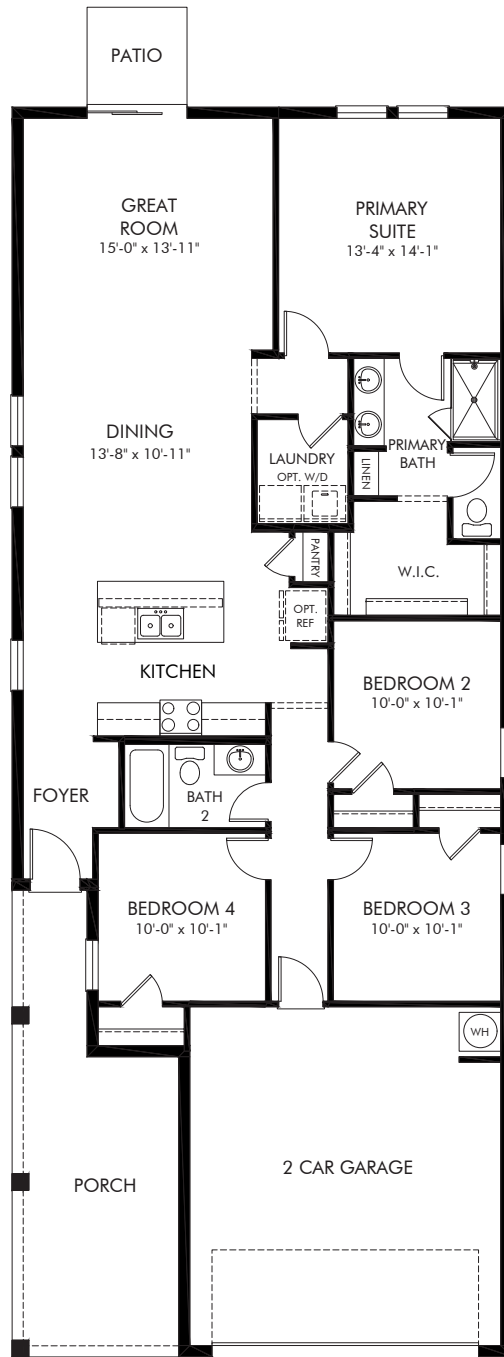 PATIO
GREAT
ROOM
15'-0" x 13'-11"
PRIMARY
SUITE
13'-4" x 14'-1"
DINING
13'-8" x 10'-11"
LAUNDRY
OPT. W/D
PRIMARY
BATH
LINEN
PANTRY
W.I.C.
OPT.
REF
KITCHEN
BEDROOM 2
10'-0" x 10'-1"
FOYER
BATH
2
BEDROOM 4
10'-0" x 10'-1"
BEDROOM 3
10'-0" x 10'-1"
WH
2 CAR GARAGE
PORCH